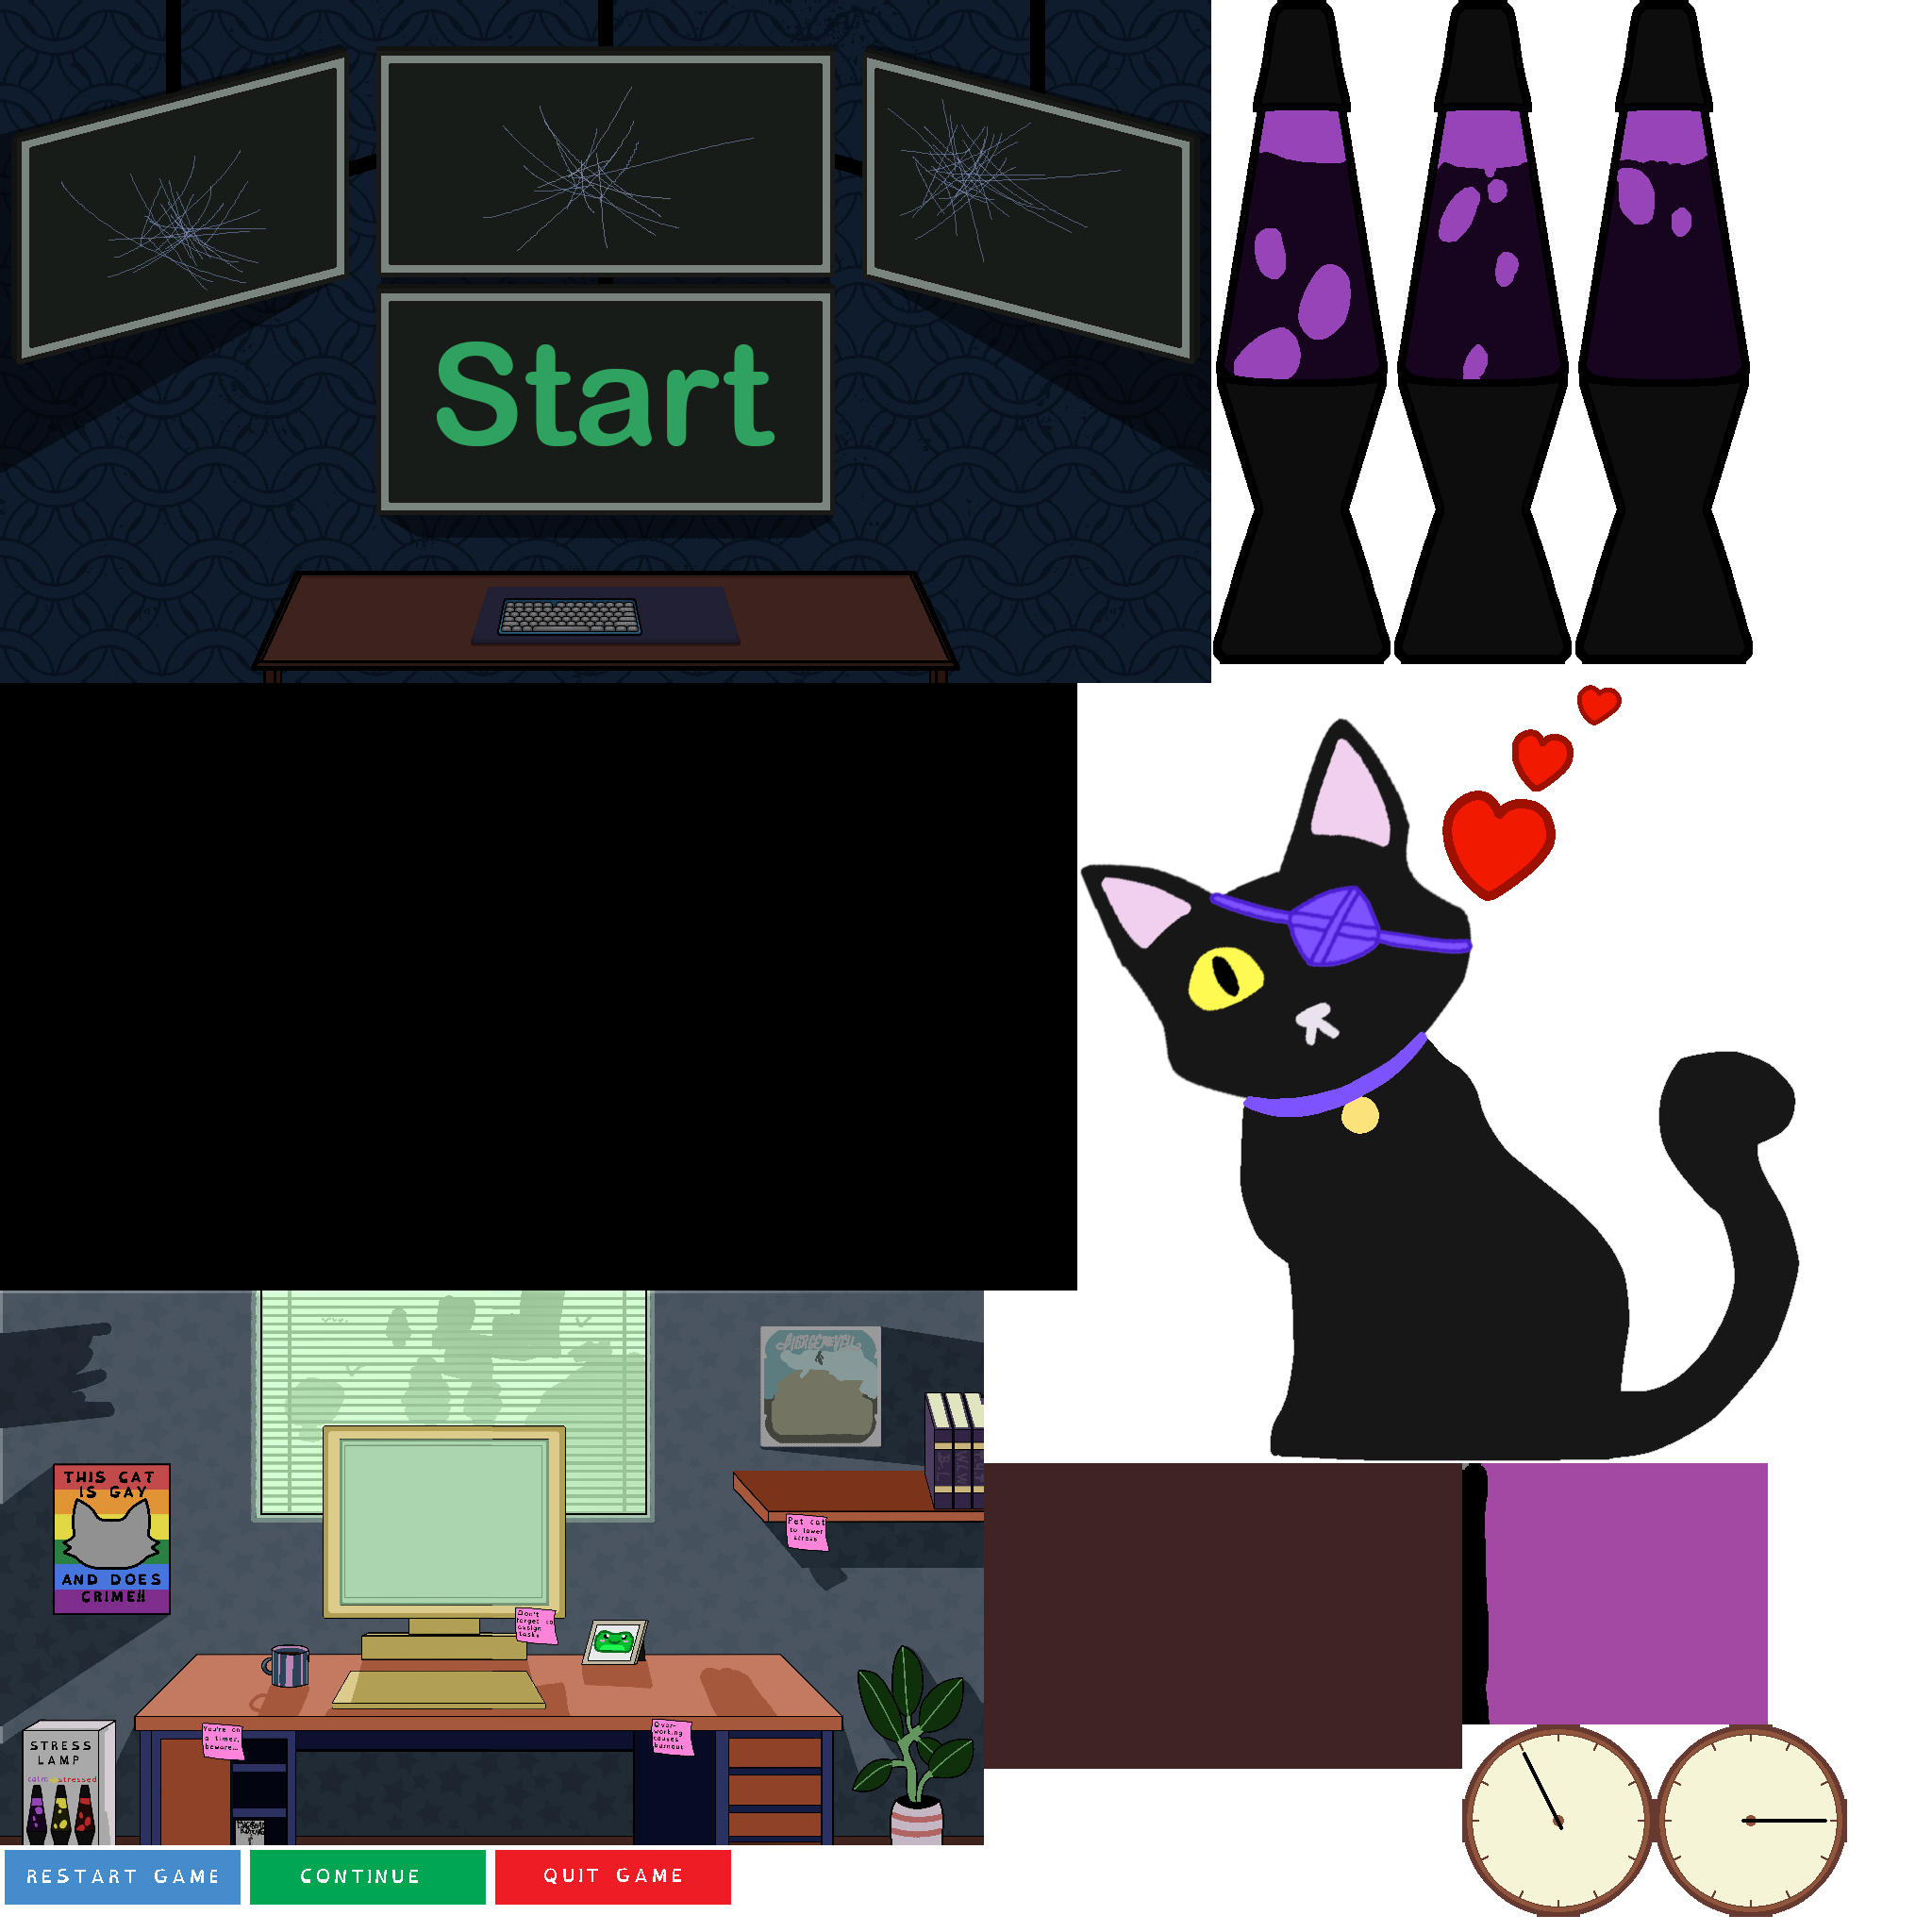 Start
THIS CAT
IS GAY
AND DOES
CRIME!!
Pet cat
to lower
stress
Don't
forget to
assign
tasks
You're on
a timer,
beware...
Over-
working
causes
burnout
STRESS
LAMP
calm
stressed
RESTART GAME
CONTINUE
QUIT GAME